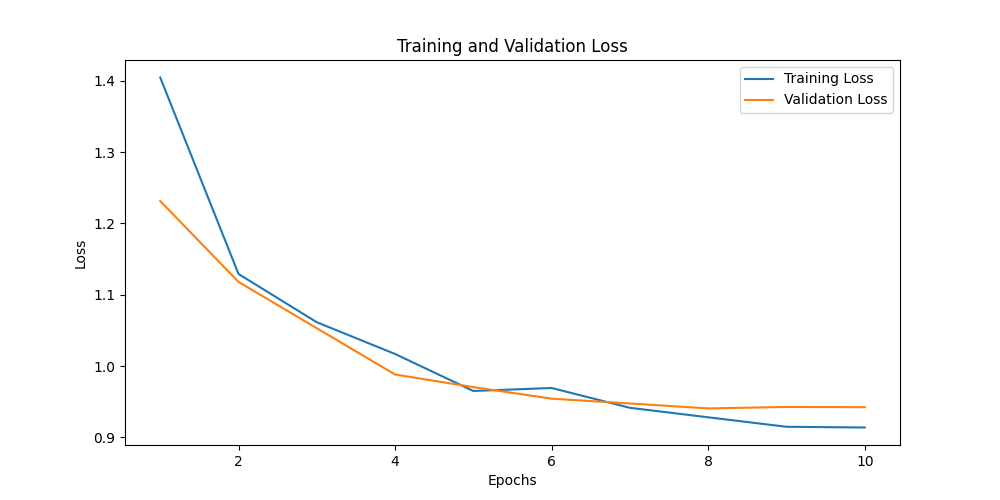 Training and Validation Loss
Training Loss
Validation Loss
1.4
1.3
1.2
1.1
1.0
0.9
Loss
2 4 6 8 10
Epochs